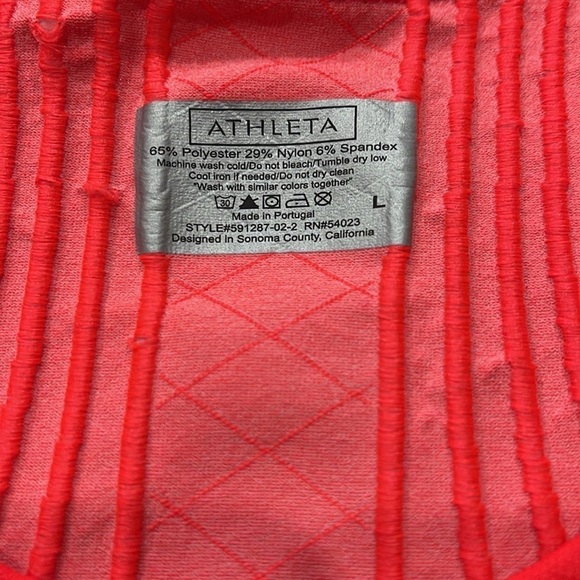 ATHLETA
65% Polyester 29% Nylon 6% Spandex
Machine wash cold/Do not bleach/Tumble dry low
Cool iron if needed/Do not dry clean
"Wash with similar colors together"
30
L
Made in Portugal
STYLE#591287-02-2 RN#54023
Designed in Sonoma County, California